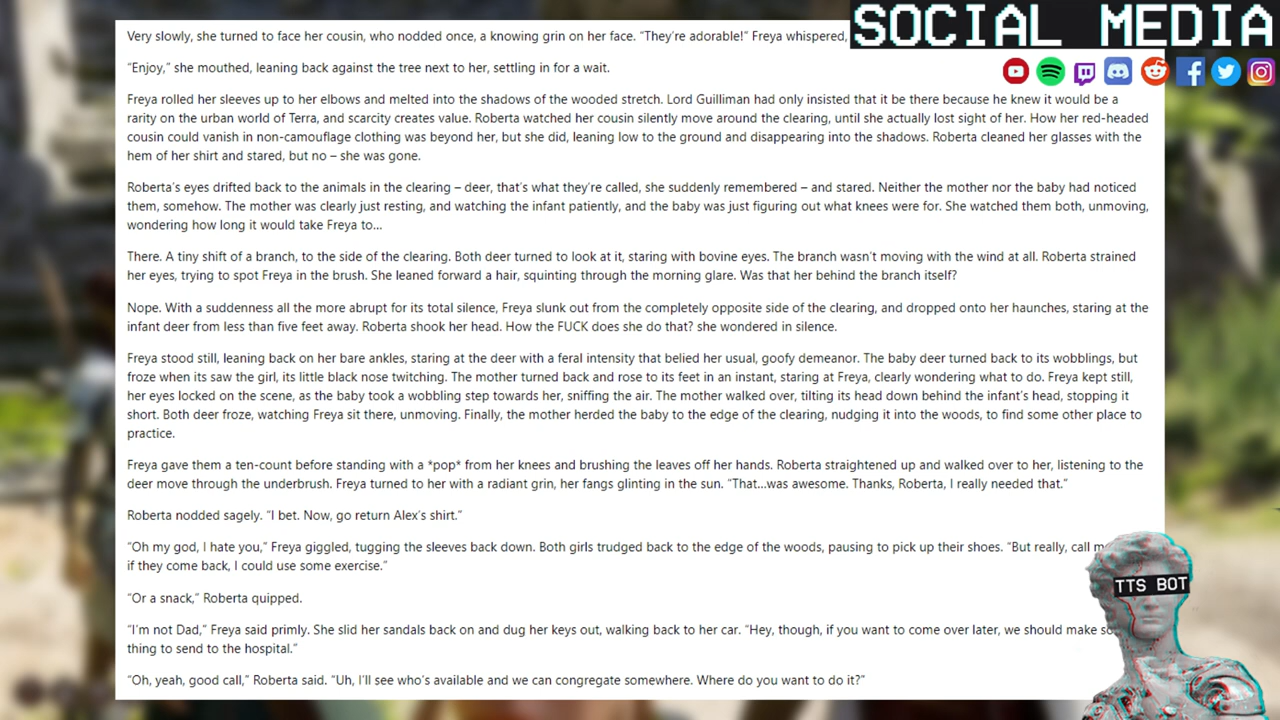 SOCIAL MEDIA
Very slowly, she turned to face her cousin, who nodded once, a knowing grin on her face. “They’re adorable!” Freya whispered,
“Enjoy,” she mouthed, leaning back against the tree next to her, settling in for a wait.
Freya rolled her sleeves up to her elbows and melted into the shadows of the wooded stretch. Lord Guilliman had only insisted that it be there because he knew it would be a
rarity on the urban world of Terra, and scarcity creates value. Roberta watched her cousin silently move around the clearing, until she actually lost sight of her. How her red-headed
cousin could vanish in non-camouflage clothing was beyond her, but she did, leaning low to the ground and disappearing into the shadows. Roberta cleaned her glasses with the
hem of her shirt and stared, but no – she was gone.
Roberta’s eyes drifted back to the animals in the clearing – deer, that’s what they’re called, she suddenly remembered – and stared. Neither the mother nor the baby had noticed
them, somehow. The mother was clearly just resting, and watching the infant patiently, and the baby was just figuring out what knees were for. She watched them both, unmoving,
wondering how long it would take Freya to…
There. A tiny shift of a branch, to the side of the clearing. Both deer turned to look at it, staring with bovine eyes. The branch wasn’t moving with the wind at all. Roberta strained
her eyes, trying to spot Freya in the brush. She leaned forward a hair, squinting through the morning glare. Was that her behind the branch itself?
Nope. With a suddenness all the more abrupt for its total silence, Freya slunk out from the completely opposite side of the clearing, and dropped onto her haunches, staring at the
infant deer from less than five feet away. Roberta shook her head. How the FUCK does she do that? she wondered in silence.
Freya stood still, leaning back on her bare ankles, staring at the deer with a feral intensity that belied her usual, goofy demeanor. The baby deer turned back to its wobblings, but
froze when its saw the girl, its little black nose twitching. The mother turned back and rose to its feet in an instant, staring at Freya, clearly wondering what to do. Freya kept still,
her eyes locked on the scene, as the baby took a wobbling step towards her, sniffing the air. The mother walked over, tilting its head down behind the infant’s head, stopping it
short. Both deer froze, watching Freya sit there, unmoving. Finally, the mother herded the baby to the edge of the clearing, nudging it into the woods, to find some other place to
practice.
Freya gave them a ten-count before standing with a *pop* from her knees and brushing the leaves off her hands. Roberta straightened up and walked over to her, listening to the
deer move through the underbrush. Freya turned to her with a radiant grin, her fangs glinting in the sun. “That…was awesome. Thanks, Roberta, I really needed that.”
Roberta nodded sagely. “I bet. Now, go return Alex’s shirt.”
“Oh my god, I hate you,” Freya giggled, tugging the sleeves back down. Both girls trudged back to the edge of the woods, pausing to pick up their shoes. “But really, call
if they come back, I could use some exercise.”
“Or a snack,” Roberta quipped.
“I’m not Dad,” Freya said primly. She slid her sandals back on and dug her keys out, walking back to her car. “Hey, though, if you want to come over later, we should make
thing to send to the hospital.”
“Oh, yeah, good call,” Roberta said. “Uh, I’ll see who’s available and we can congregate somewhere. Where do you want to do it?”
TTS BOT